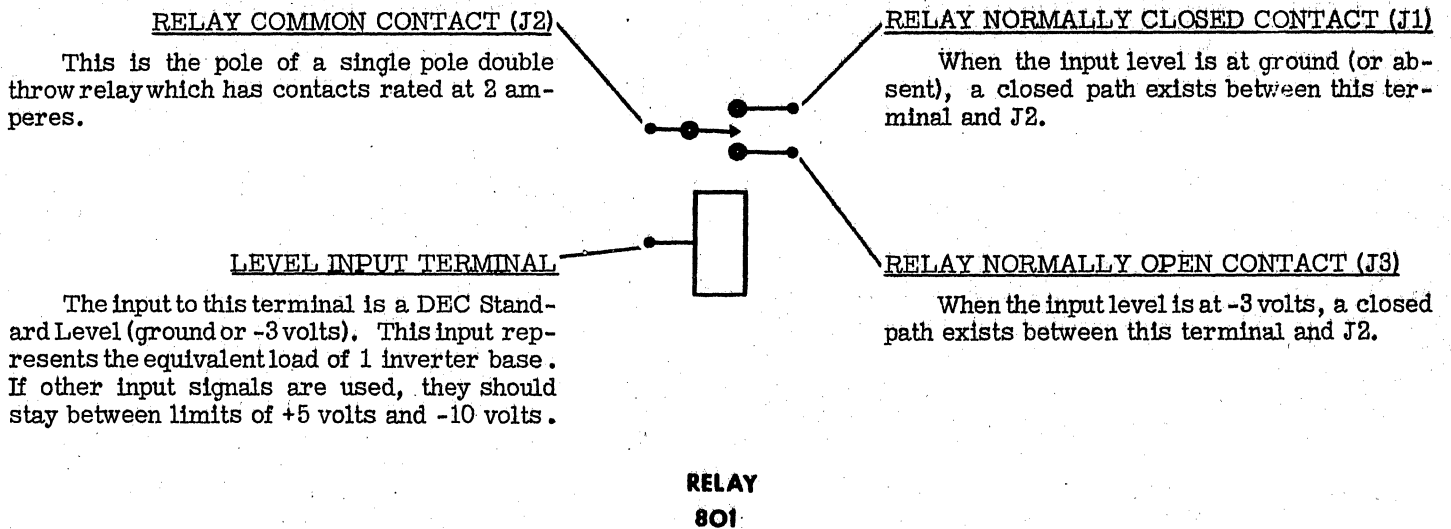 RELAY COMMON CONTACT (J2)
This is the pole of a single pole double
throw relay which has contacts rated at 2 am-
peres.
RELAY NORMALLY CLOSED CONTACT (J1)
When the input level is at ground (or ab-
sent), a closed path exists between this ter-
minal and J2.
LEVEL INPUT TERMINAL
The input to this terminal is a DEC Stand-
ard Level (ground or -3 volts). This input rep-
resents the equivalent load of 1 inverter base.
If other input signals are used, they should
stay between limits of +5 volts and -10 volts.
RELAY NORMALLY OPEN CONTACT (J3)
When the input level is at -3 volts, a closed
path exists between this terminal and J2.
RELAY
801